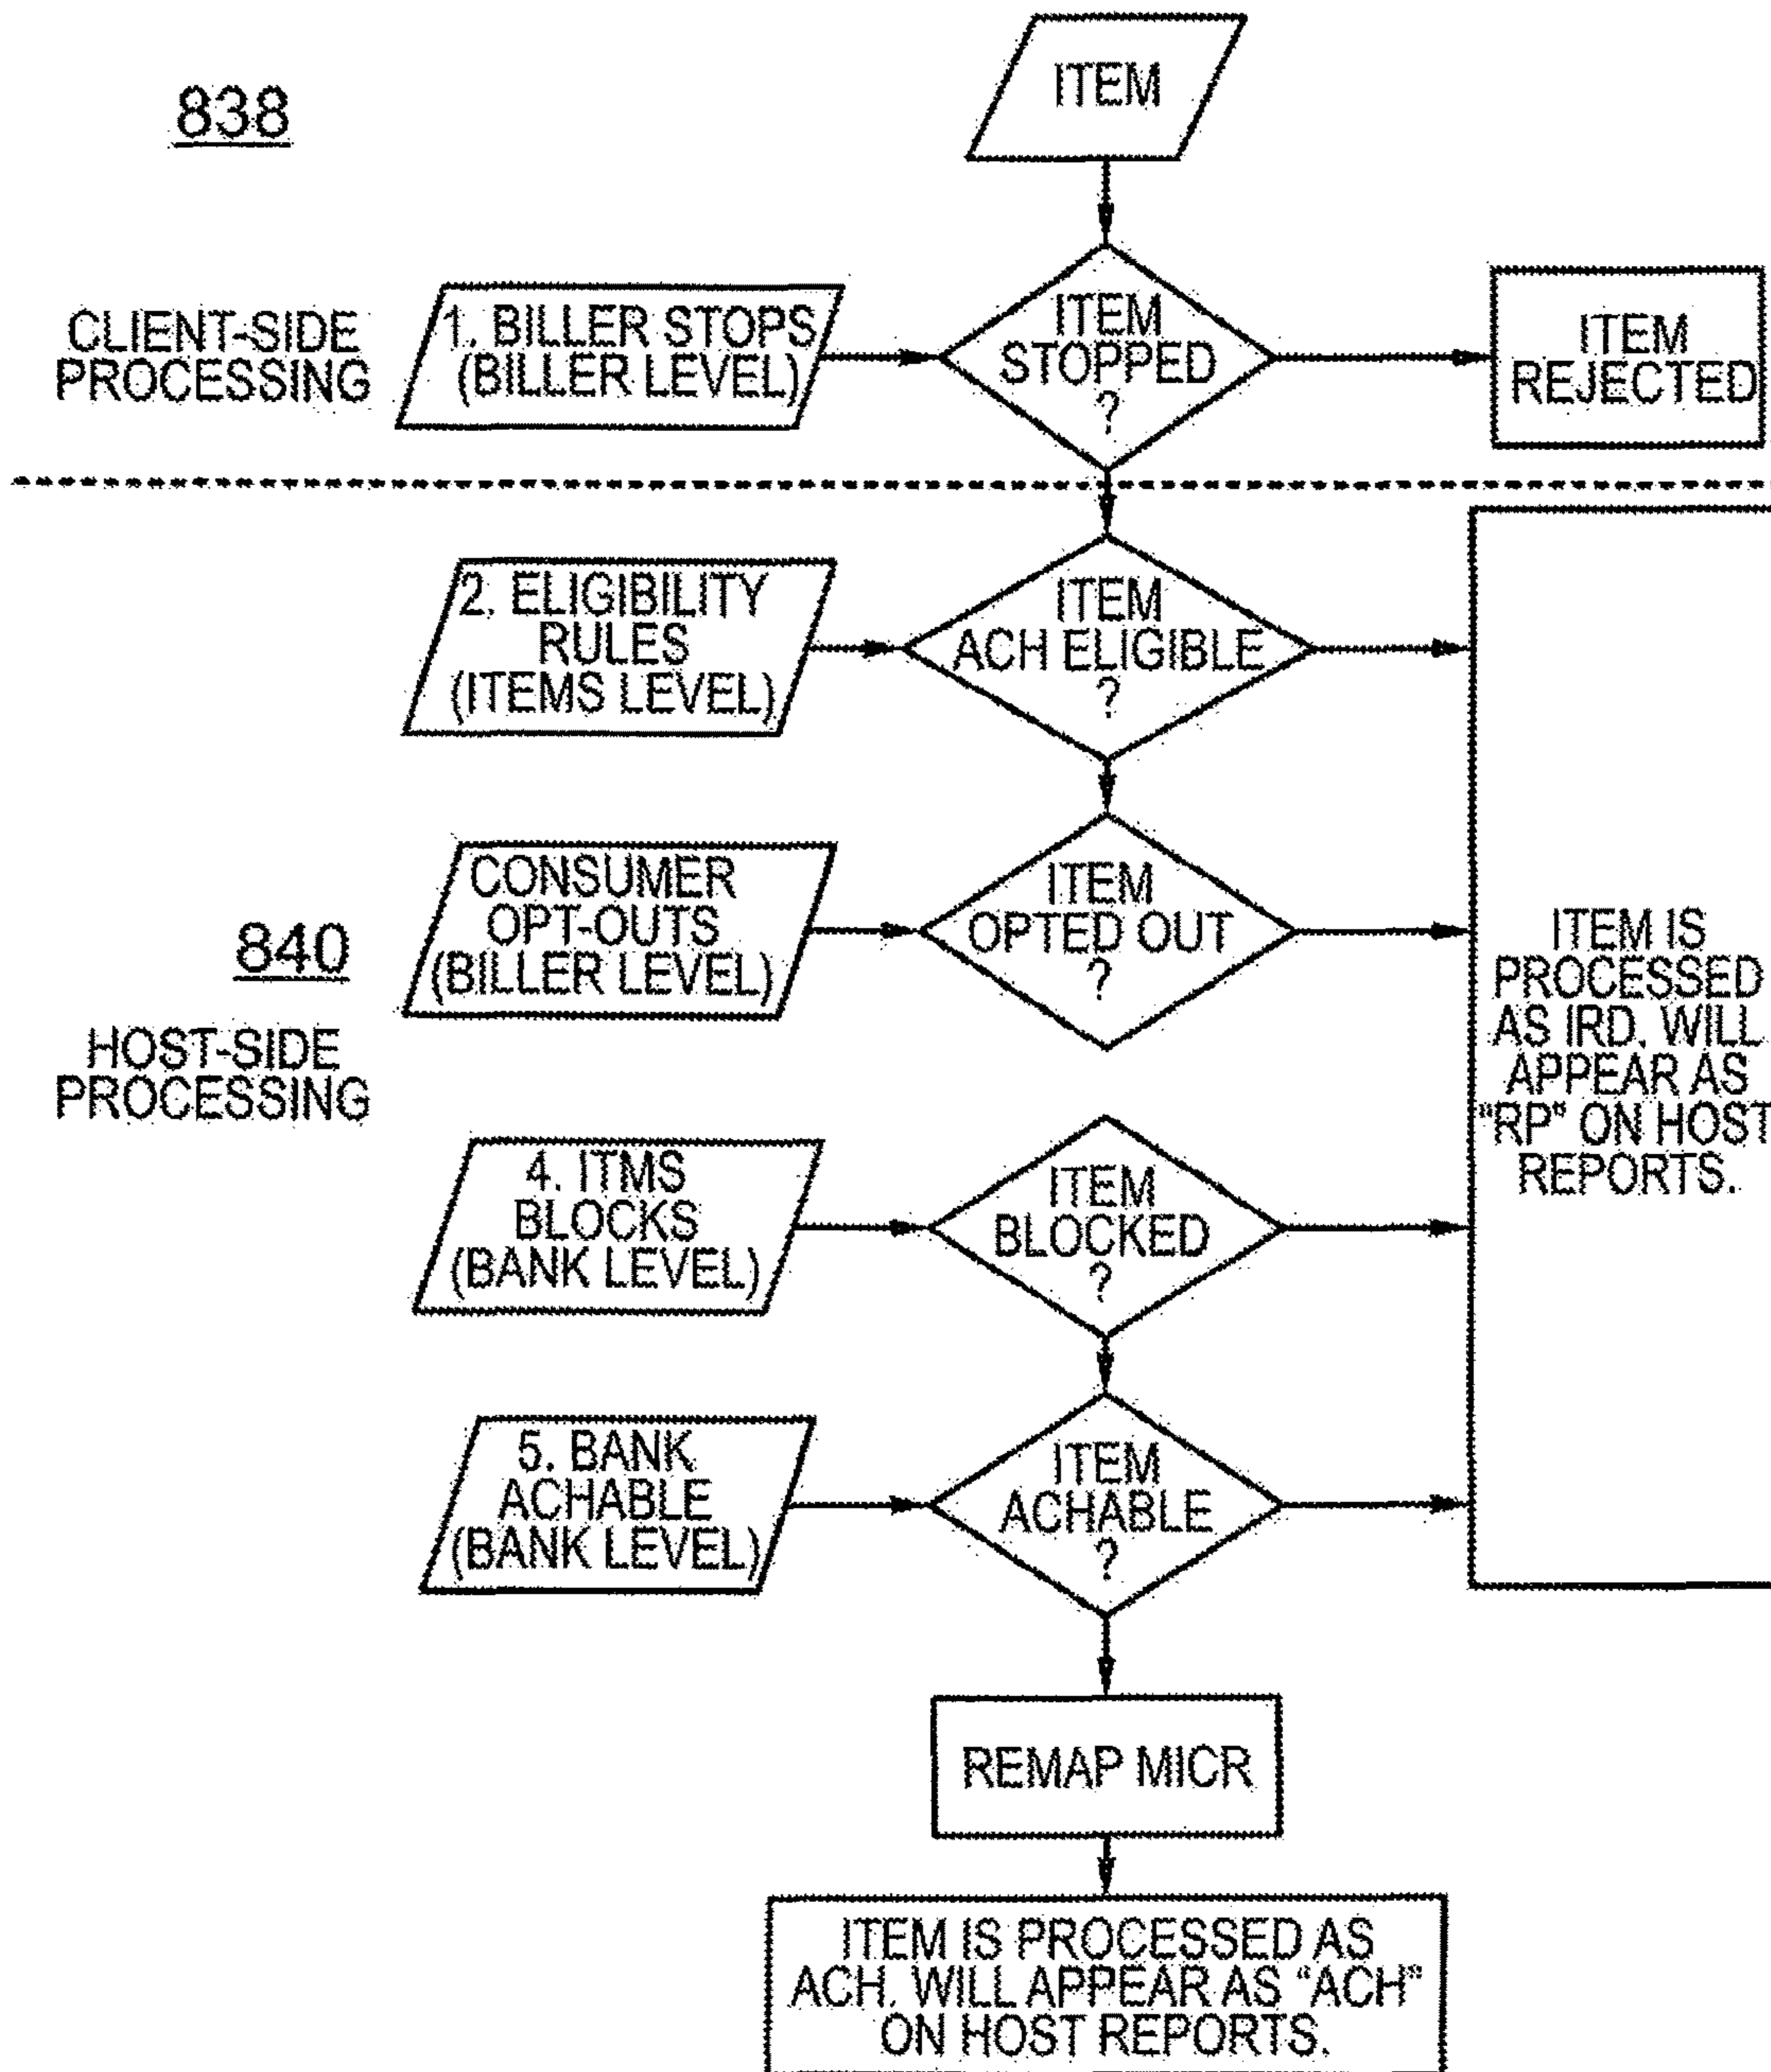 838
ITEM
CLIENT-SIDE
PROCESSING
1. BILLER STOPS
(BILLER LEVEL)
ITEM
STOPPED
?
ITEM
REJECTED
2. ELIGIBILITY
RULES
(ITEMS LEVEL)
ITEM
ACH ELIGIBLE
?
840
HOST-SIDE
PROCESSING
CONSUMER
OPT-OUTS
(BILLER LEVEL)
ITEM
OPTED OUT
?
ITEM IS
PROCESSED
AS IRD. WILL
APPEAR AS
"RP" ON HOST
REPORTS.
4. ITMS
BLOCKS
(BANK LEVEL)
ITEM
BLOCKED
?
5. BANK
ACHABLE
(BANK LEVEL)
ITEM
ACHABLE
?
REMAP MICR
ITEM IS PROCESSED AS
ACH. WILL APPEAR AS "ACH"
ON HOST REPORTS.